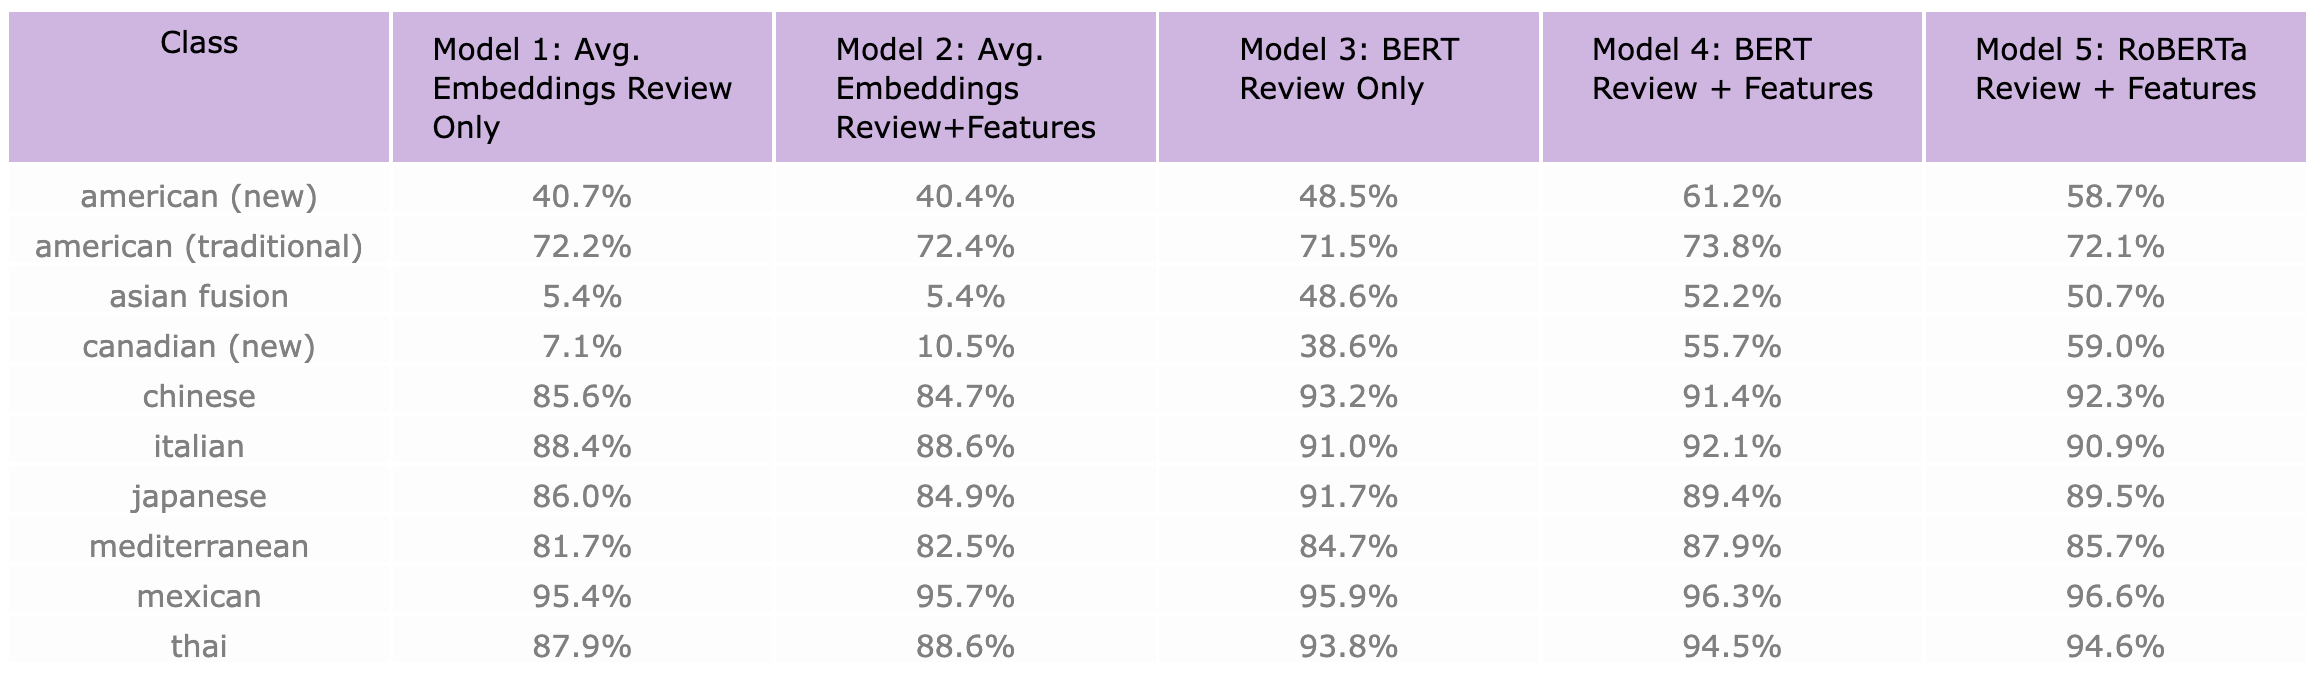 Class Model 1: Avg. Embeddings Review Only Model 2: Avg. Embeddings Review+Features Model 3: BERT Review Only Model 4: BERT Review + Features Model 5: RoBERTa Review + Features
american (new) 40.7% 40.4% 48.5% 61.2% 58.7%
american (traditional) 72.2% 72.4% 71.5% 73.8% 72.1%
asian fusion 5.4% 5.4% 48.6% 52.2% 50.7%
canadian (new) 7.1% 10.5% 38.6% 55.7% 59.0%
chinese 85.6% 84.7% 93.2% 91.4% 92.3%
italian 88.4% 88.6% 91.0% 92.1% 90.9%
japanese 86.0% 84.9% 91.7% 89.4% 89.5%
mediterranean 81.7% 82.5% 84.7% 87.9% 85.7%
mexican 95.4% 95.7% 95.9% 96.3% 96.6%
thai 87.9% 88.6% 93.8% 94.5% 94.6%